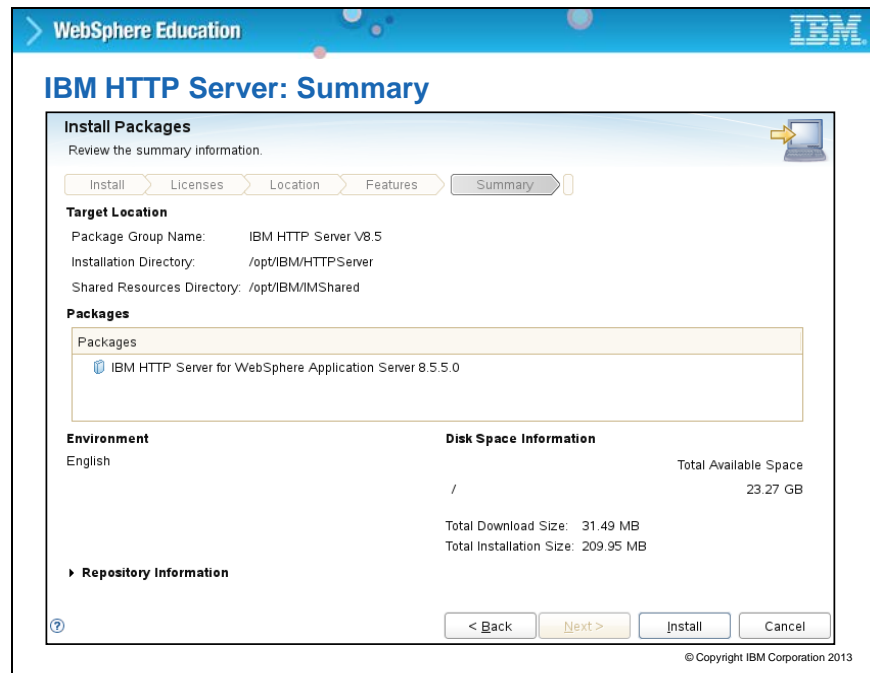 WebSphere Education
IBM
IBM HTTP Server: Summary
Install Packages
Review the summary information.
Install Licenses Location Features Summary
Target Location
Package Group Name: IBM HTTP Server V8.5
Installation Directory: /opt/IBM/HTTPServer
Shared Resources Directory: /opt/IBM/IMShared
Packages
Packages
IBM HTTP Server for WebSphere Application Server 8.5.5.0
Environment Disk Space Information
English
Total Available Space
/ 23.27 GB
Total Download Size: 31.49 MB
Total Installation Size: 209.95 MB
Repository Information
? < Back Next > Install Cancel
© Copyright IBM Corporation 2013